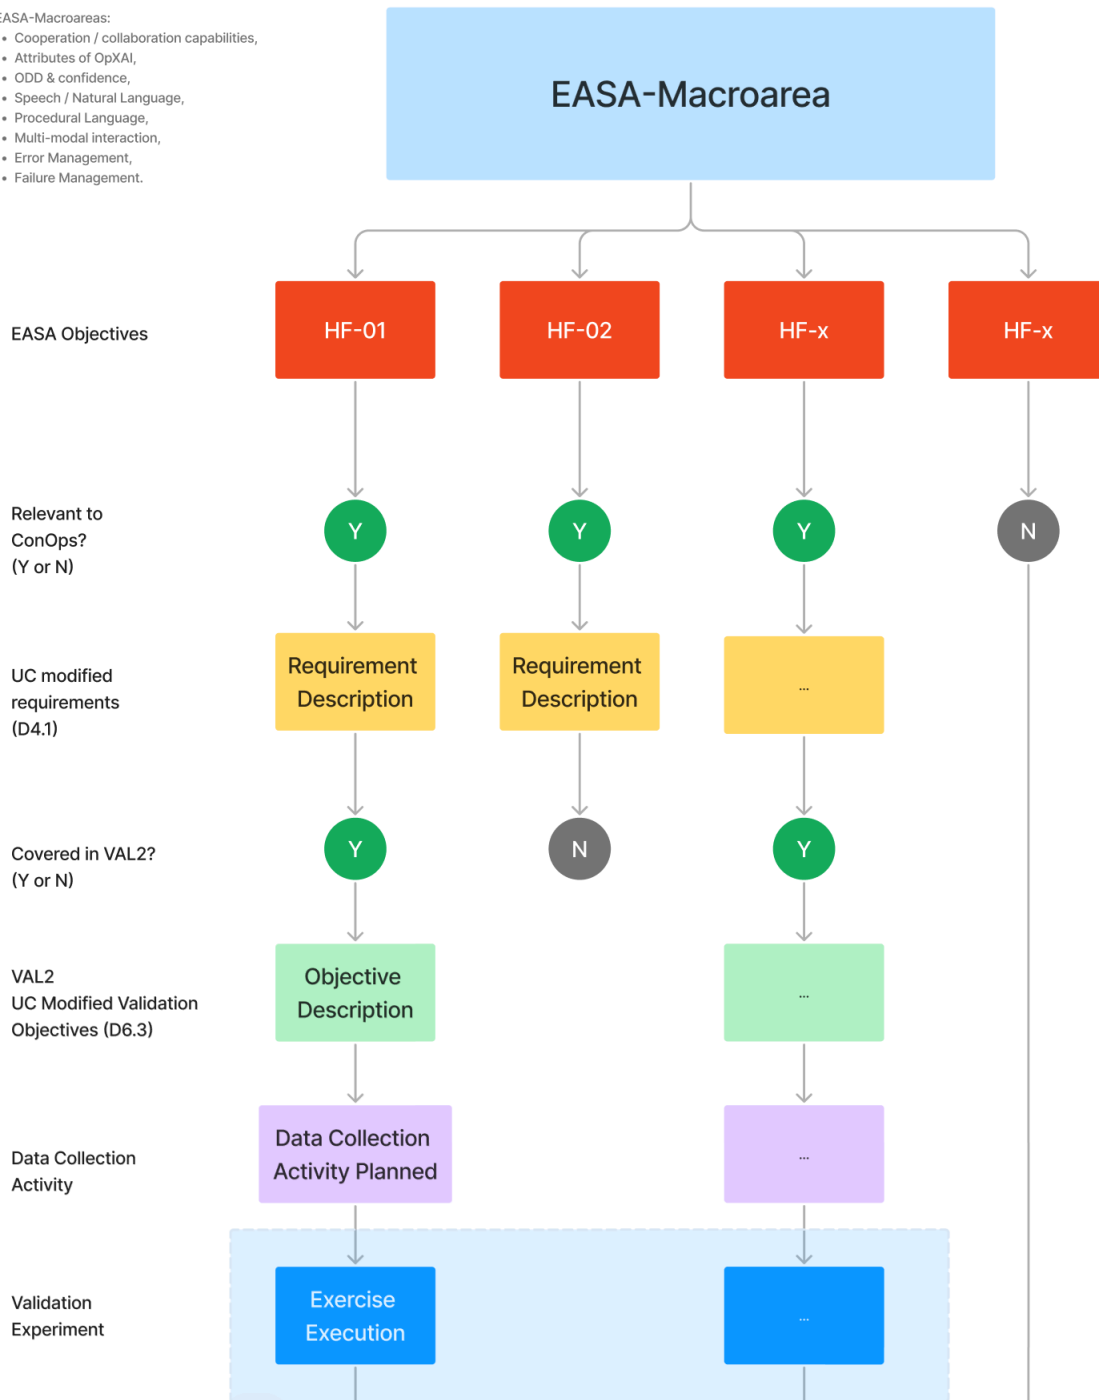 EASA-Macroareas:
• Cooperation / collaboration capabilities,
• Attributes of OpXAI,
• ODD & confidence,
• Speech / Natural Language,
• Procedural Language,
• Multi-modal interaction,
• Error Management,
• Failure Management.
EASA-Macroarea
EASA Objectives
HF-01
HF-02
HF-x
HF-x
Relevant to
ConOps?
(Y or N)
Y
Y
Y
N
UC modified
requirements
(D4.1)
Requirement
Description
Requirement
Description
...
Covered in VAL2?
(Y or N)
Y
N
Y
VAL2
UC Modified Validation
Objectives (D6.3)
Objective
Description
...
Data Collection
Activity
Data Collection
Activity Planned
...
Validation
Experiment
Exercise
Execution
...